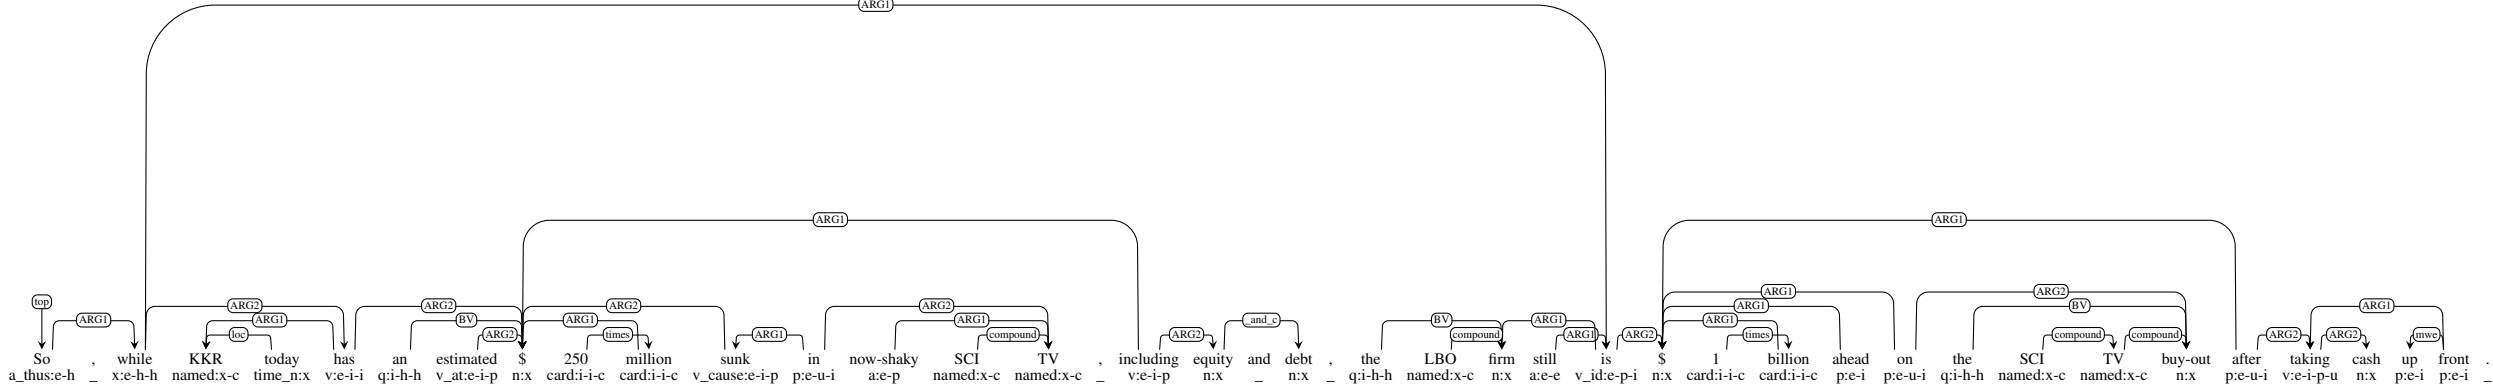 ARG1
ARG1 ARG1
top ARG1 ARG2
ARG2 ARG2 ARG2 ARG2 ARG1 BV ARG1
ARG1 ARG1 BV ARG1 ARG1 _and_c BV ARG1 ARG1
loc ARG2 times ARG1 compound ARG2 compound ARG1 ARG2 times compound compound ARG2 ARG2 mwe
So , while KKR today has an estimated $ 250 million sunk in now-shaky SCI TV , including equity and debt , the LBO firm still is $ 1 billion ahead on the SCI TV buy-out after taking cash up front .
a_thus:e-h _ x:e-h-h named:x-c time_n:x v:e-i-i q:i-h-h v_at:e-i-p n:x card:i-i-c card:i-i-c v_cause:e-i-p p:e-u-i a:e-p named:x-c named:x-c _ v:e-i-p n:x _ n:x _ q:i-h-h named:x-c n:x a:e-e v_id:e-p-i n:x card:i-i-c card:i-i-c p:e-i p:e-u-i q:i-h-h named:x-c named:x-c n:x p:e-u-i v:e-i-p-u n:x p:e-i p:e-i _